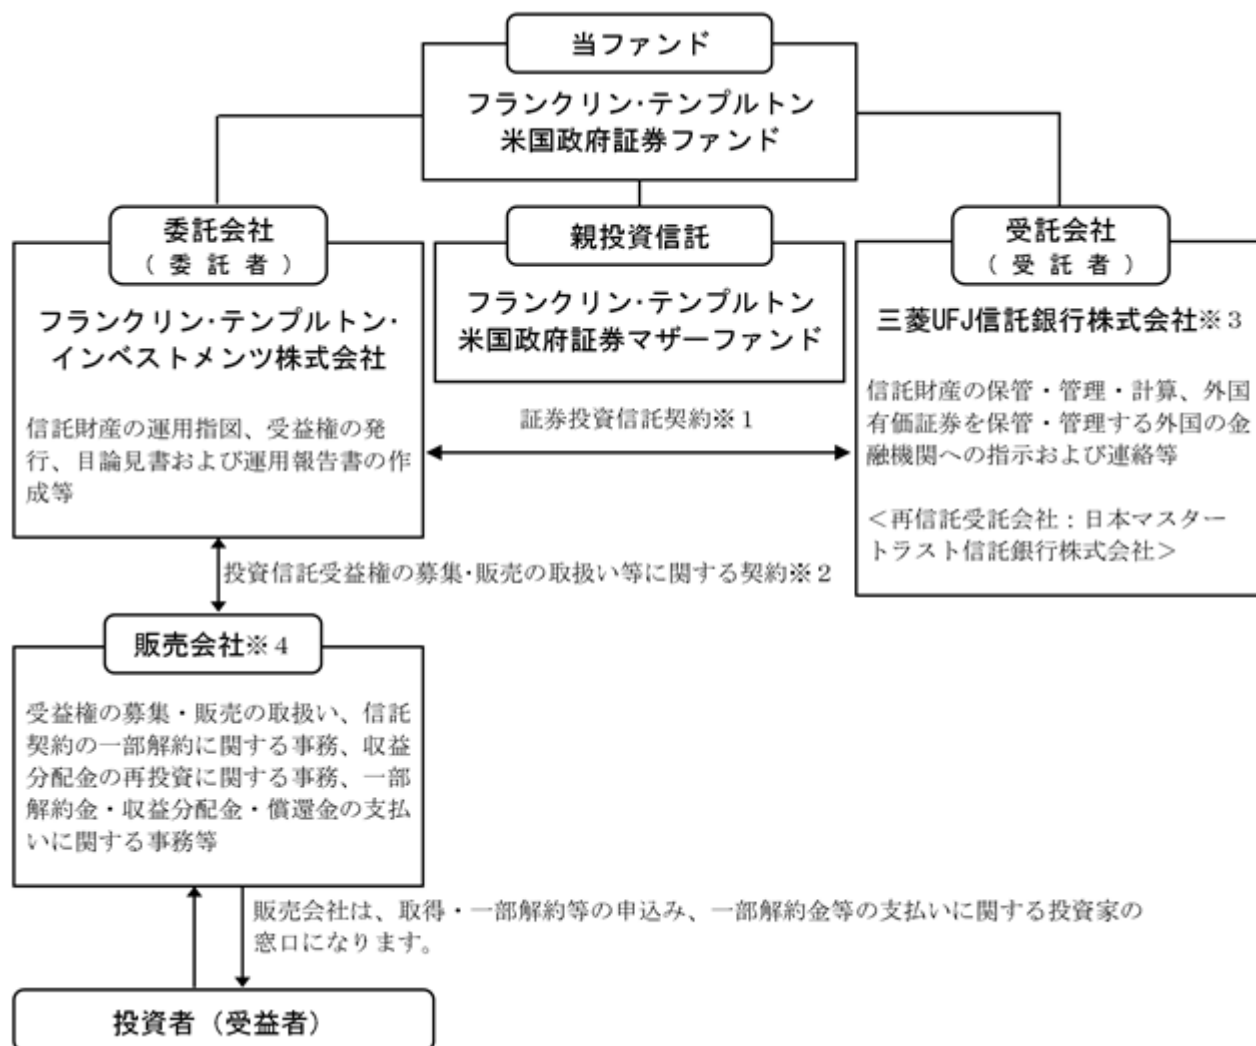 当ファンド
フランクリン・テンプルトン
米国政府証券ファンド
委託会社
（ 委 託 者 ）
フランクリン・テンプルトン・
インベストメンツ株式会社
信託財産の運用指図、受益権の発
行、目論見書および運用報告書の作
成等
親投資信託
フランクリン・テンプルトン
米国政府証券マザーファンド
証券投資信託契約※１
受託会社
（ 受 託 者 ）
三菱UFJ信託銀行株式会社※３
信託財産の保管・管理・計算、外国
有価証券を保管・管理する外国の金
融機関への指示および連絡等
＜再信託受託会社：日本マスター
トラスト信託銀行株式会社＞
投資信託受益権の募集・販売の取扱い等に関する契約※２
販売会社※４
受益権の募集・販売の取扱い、信託
契約の一部解約に関する事務、収益
分配金の再投資に関する事務、一部
解約金・収益分配金・償還金の支払
いに関する事務等
販売会社は、取得・一部解約等の申込み、一部解約金等の支払いに関する投資家の
窓口になります。
投資者（受益者）